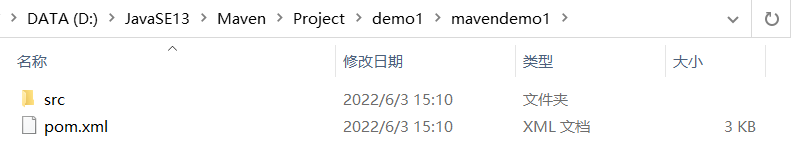 DATA (D:) > JavaSE13 > Maven > Project > demo1 > mavendemo1 >
名称 修改日期 类型 大小
src 2022/6/3 15:10 文件夹
pom.xml 2022/6/3 15:10 XML 文档 3 KB